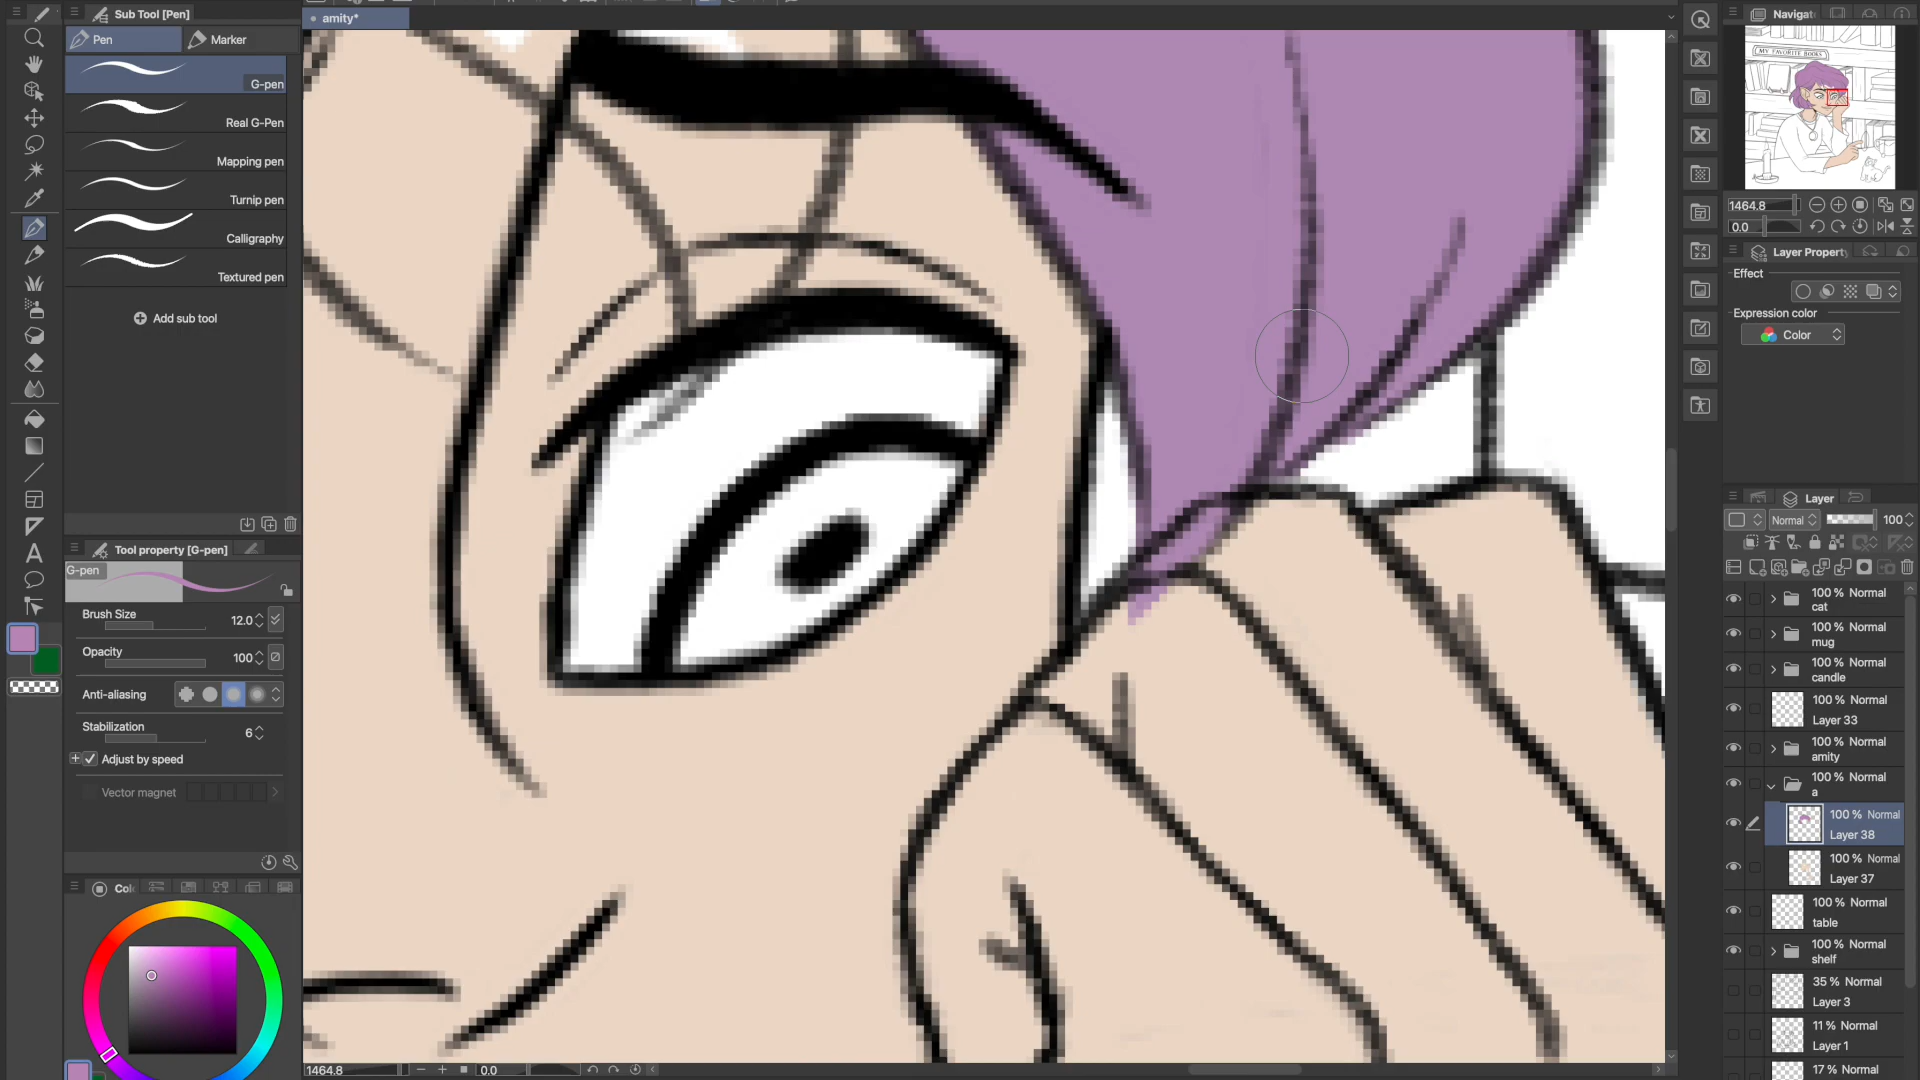 Sub Tool [Pen]
Pen
Marker
G-pen
Real G-Pen
Mapping pen
Turnip pen
Calligraphy
Textured pen
Add sub tool
Tool property [G-pen]
G-pen
Brush Size
12.0
Opacity
100
Anti-aliasing
Stabilization
6
Adjust by speed
Vector magnet
Col
amity*
1464.8
0.0
Navigat
MY FAVORITE BOOKS
1464.8
0.0
Layer Property
Effect
Expression color
Color
Layer
Normal
100
100 % Normal
cat
100 % Normal
mug
100 % Normal
candle
100 % Normal
Layer 33
100 % Normal
amity
100 % Normal
a
100 % Normal
Layer 38
100 % Normal
Layer 37
100 % Normal
table
100 % Normal
shelf
35 % Normal
Layer 3
11 % Normal
Layer 1
17 % Normal